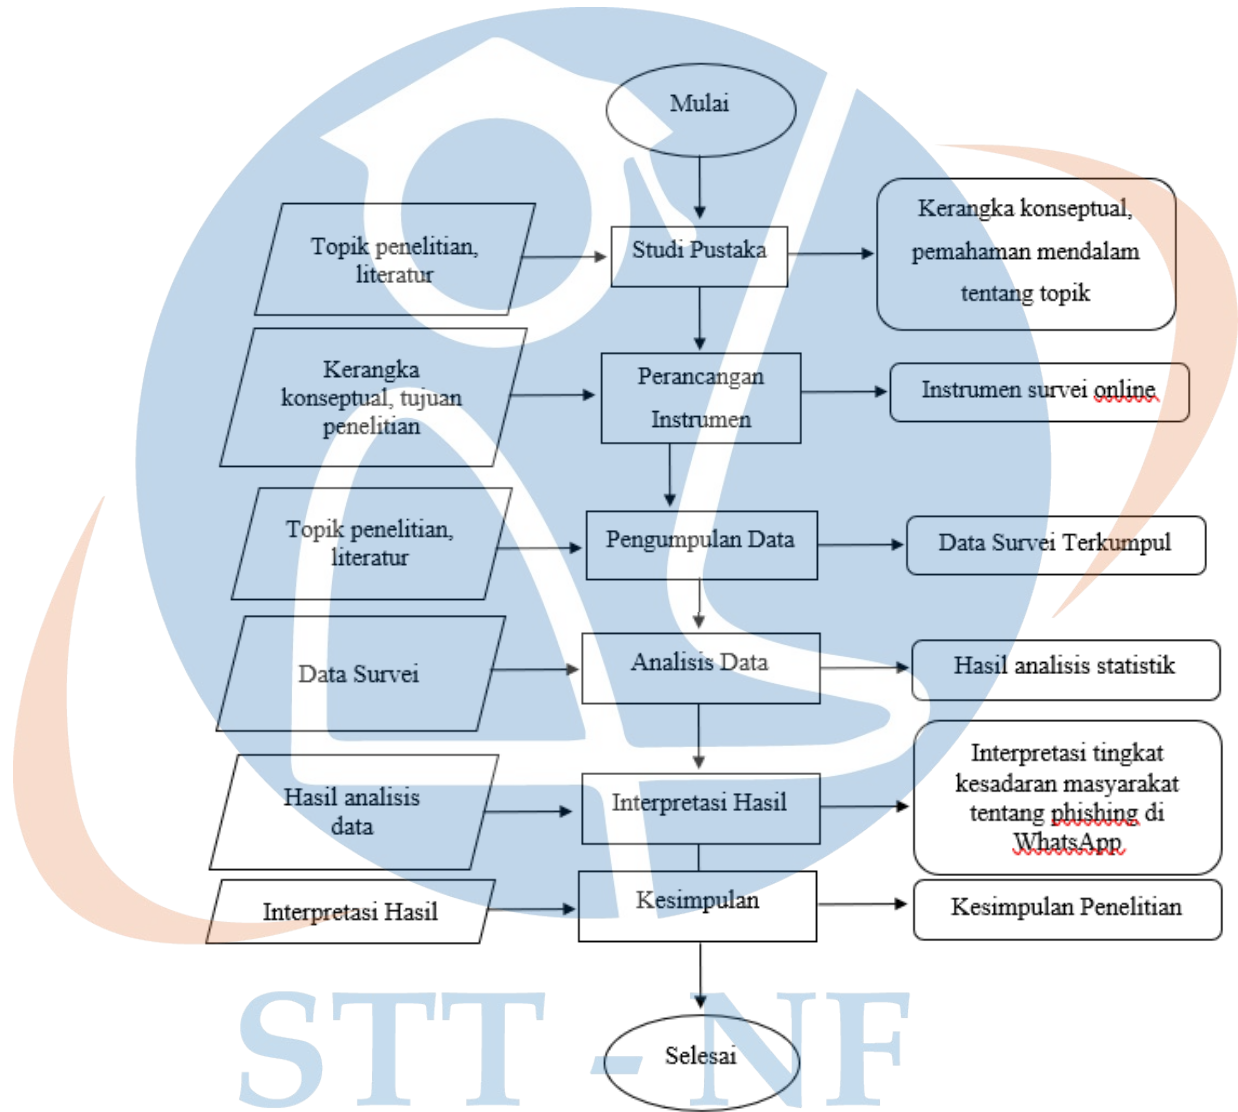 Mulai
Topik penelitian,
literatur
Studi Pustaka
Kerangka konseptual,
pemahaman mendalam
tentang topik
Kerangka
konseptual, tujuan
penelitian
Perancangan
Instrumen
Instrumen survei online
Topik penelitian,
literatur
Pengumpulan Data
Data Survei Terkumpul
Data Survei
Analisis Data
Hasil analisis statistik
Hasil analisis
data
Interpretasi Hasil
Interpretasi tingkat
kesadaran masyarakat
tentang phishing di
WhatsApp
Interpretasi Hasil
Kesimpulan
Kesimpulan Penelitian
Selesai
STT - NF